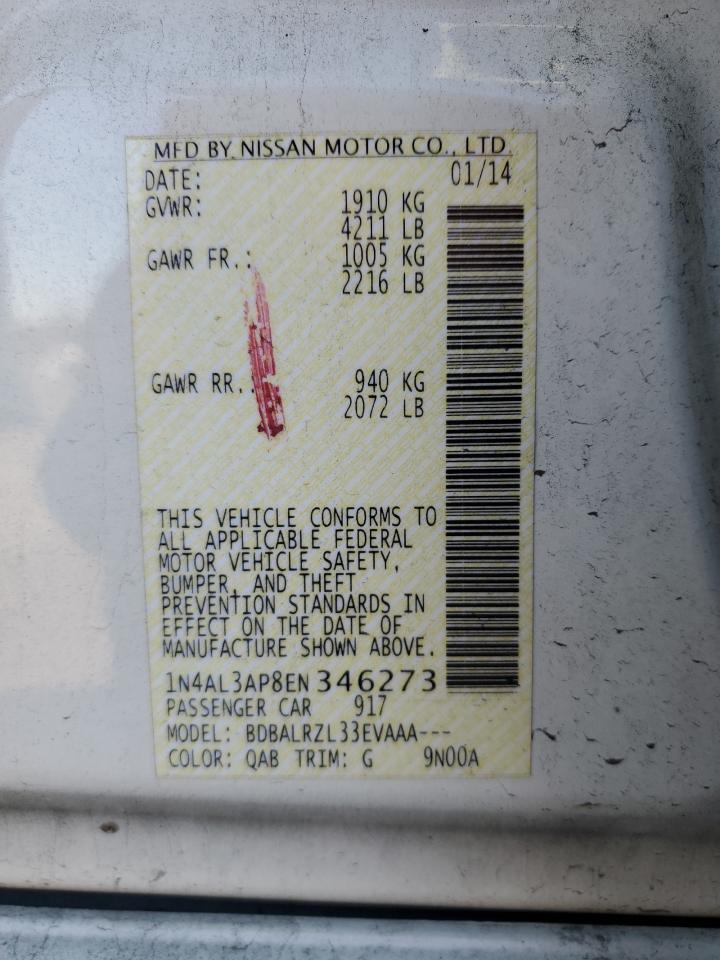 MFD BY NISSAN MOTOR CO., LTD.
DATE: 01/14
GVWR: 1910 KG
4211 LB
GAWR FR.: 1005 KG
2216 LB
GAWR RR.: 940 KG
2072 LB
THIS VEHICLE CONFORMS TO
ALL APPLICABLE FEDERAL
MOTOR VEHICLE SAFETY,
BUMPER, AND THEFT
PREVENTION STANDARDS IN
EFFECT ON THE DATE OF
MANUFACTURE SHOWN ABOVE.
1N4AL3AP8EN 346273
PASSENGER CAR 917
MODEL: BDBALRZL33EVAAA---
COLOR: QAB TRIM: G 9N00A